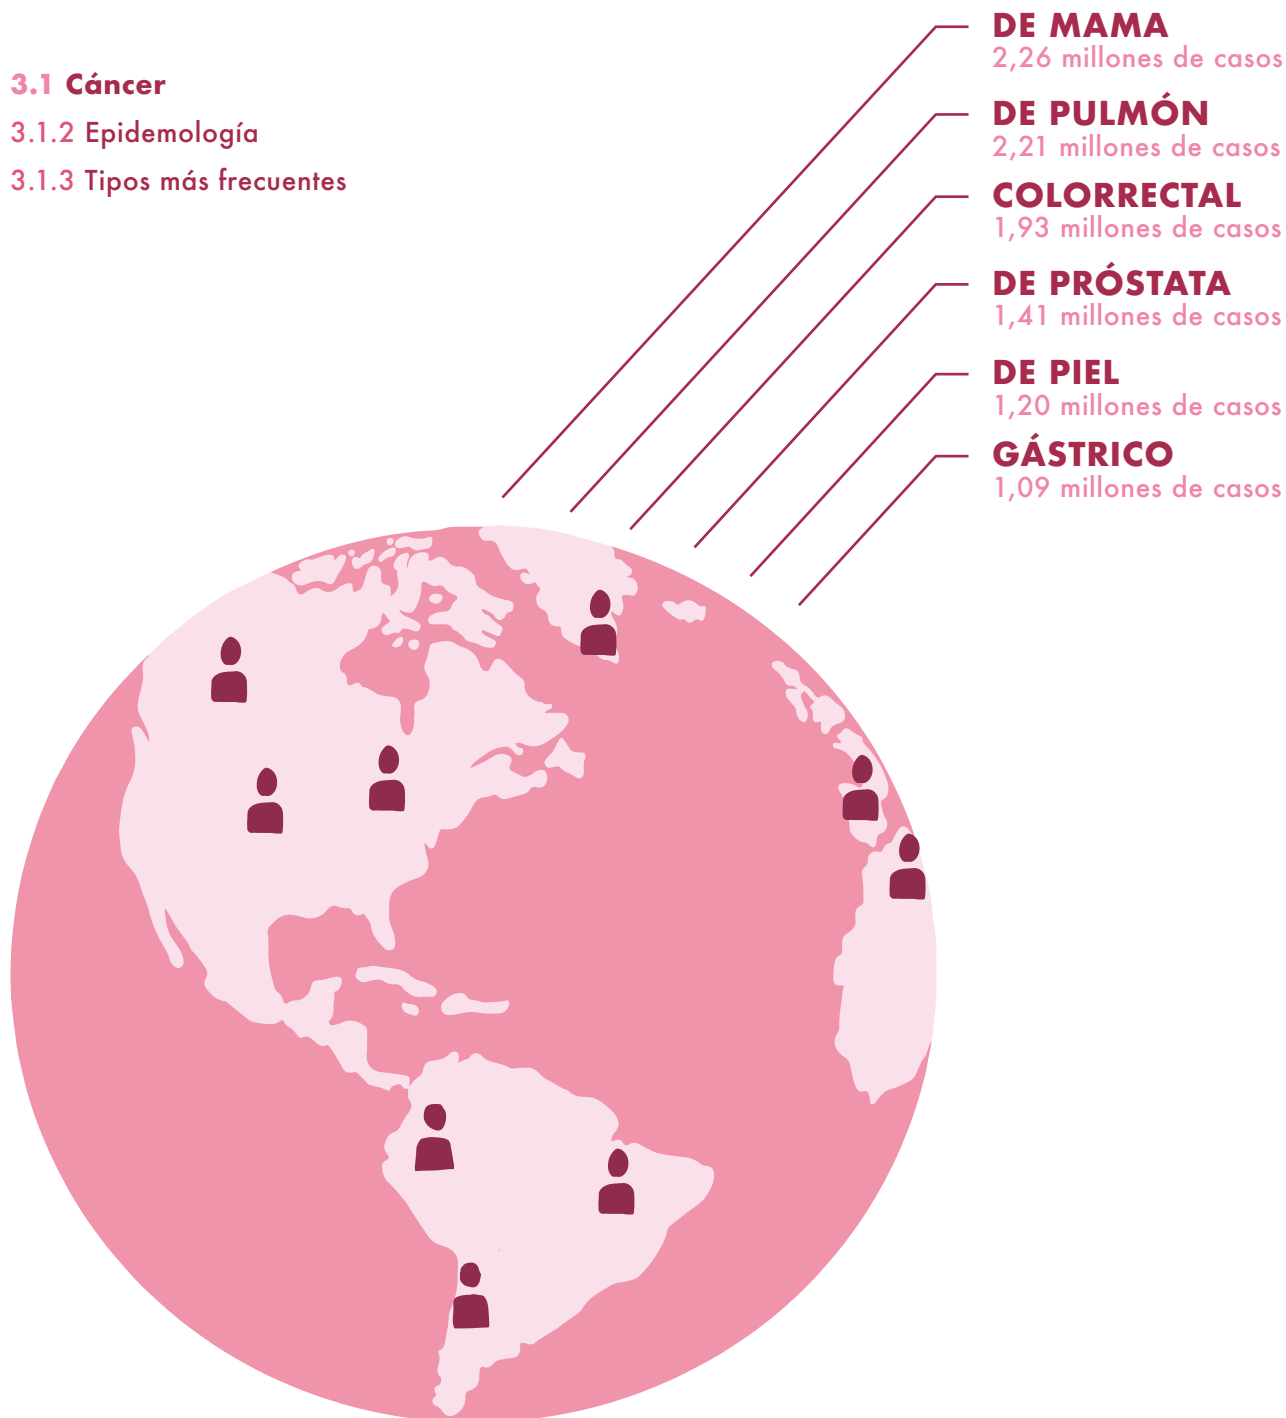 3.1 Cáncer
3.1.2 Epidemología
3.1.3 Tipos más frecuentes
DE MAMA
2,26 millones de casos
DE PULMÓN
2,21 millones de casos
COLORRECTAL
1,93 millones de casos
DE PRÓSTATA
1,41 millones de casos
DE PIEL
1,20 millones de casos
GÁSTRICO
1,09 millones de casos